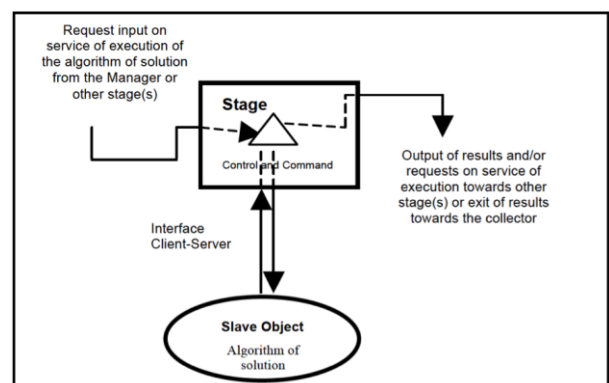 Request input on
service of execution of
the algorithm of solution
from the Manager or
other stage(s)
Stage
Control and Command
Output of results and/or
requests on service of
execution towards other
stage(s) or exit of results
towards the collector
Interface
Client-Server
Slave Object
Algorithm of
solution